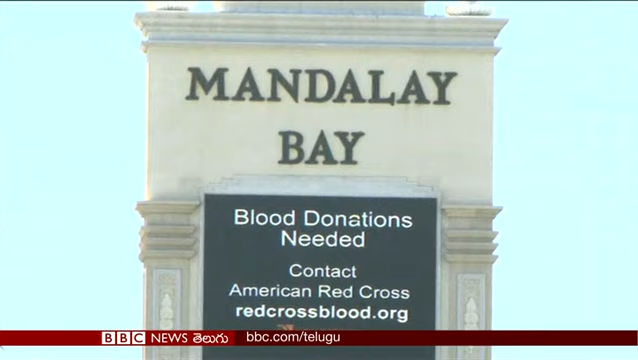 MANDALAY
BAY
Blood Donations
Needed
Contact
American Red Cross
redcrossblood.org
BBC NEWS తెలుగు bbc.com/telugu